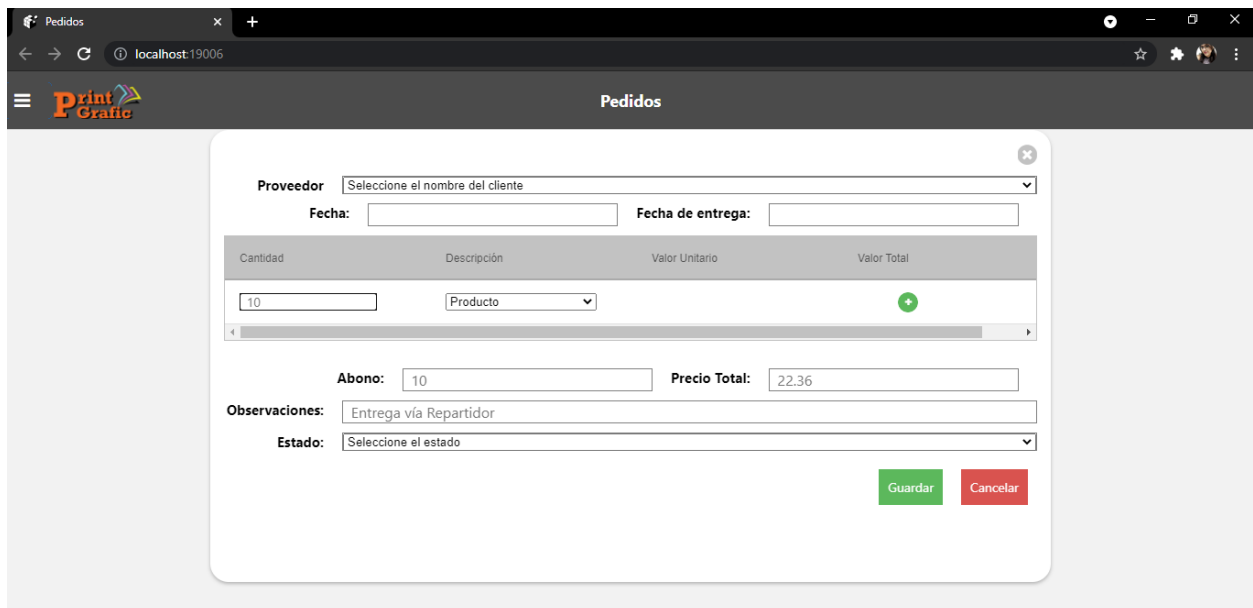 Pedidos
localhost:19006
Print Grafic
Pedidos
Proveedor Seleccione el nombre del cliente
Fecha: Fecha de entrega:
Cantidad Descripción Valor Unitario Valor Total
10 Producto
Abono: 10 Precio Total: 22.36
Observaciones: Entrega vía Repartidor
Estado: Seleccione el estado
Guardar Cancelar